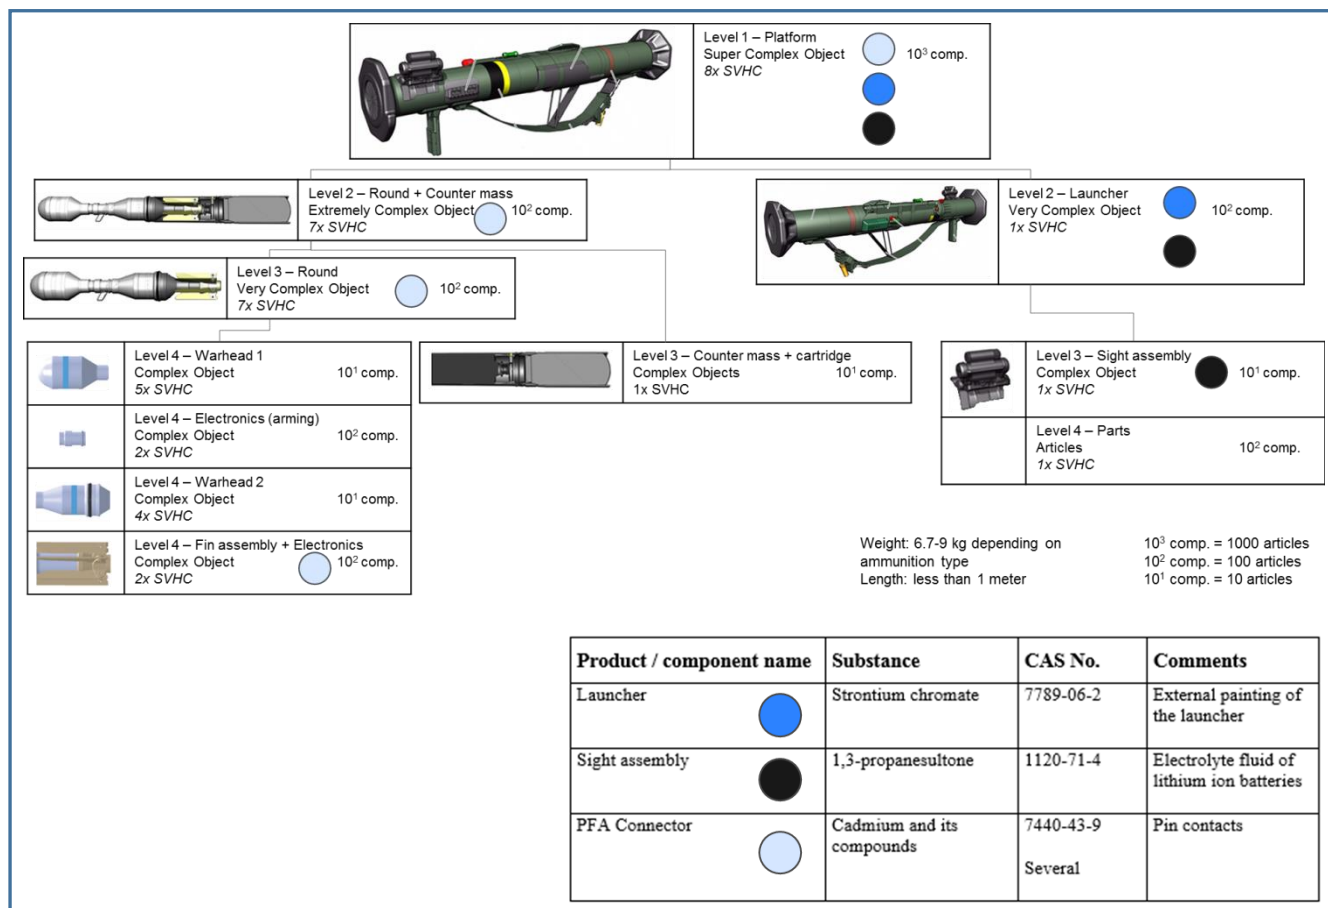 Level 1 – Platform
Super Complex Object
10³ comp.
8x SVHC
Level 2 – Round + Counter mass
Extremely Complex Object
10² comp.
7x SVHC
Level 2 – Launcher
Very Complex Object
10² comp.
1x SVHC
Level 3 – Round
Very Complex Object
10² comp.
7x SVHC
Level 4 – Warhead 1
Complex Object
10¹ comp.
5x SVHC
Level 4 – Electronics (arming)
Complex Object
10² comp.
2x SVHC
Level 4 – Warhead 2
Complex Object
10¹ comp.
4x SVHC
Level 4 – Fin assembly + Electronics
Complex Object
10² comp.
2x SVHC
Level 3 – Counter mass + cartridge
Complex Objects
10¹ comp.
1x SVHC
Level 3 – Sight assembly
Complex Object
10¹ comp.
1x SVHC
Level 4 – Parts
Articles
10² comp.
1x SVHC
Weight: 6.7-9 kg depending on
ammunition type
Length: less than 1 meter
10³ comp. = 1000 articles
10² comp. = 100 articles
10¹ comp. = 10 articles
Product / component name Substance CAS No. Comments
Launcher Strontium chromate 7789-06-2 External painting of
the launcher
Sight assembly 1,3-propanesultone 1120-71-4 Electrolyte fluid of
lithium ion batteries
PFA Connector Cadmium and its 7440-43-9 Pin contacts
compounds
Several